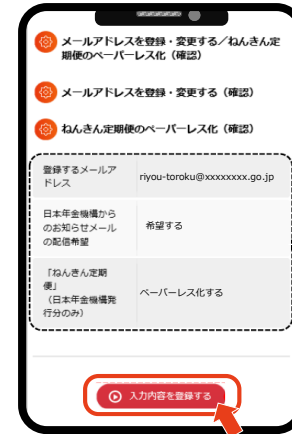 メールアドレスを登録・変更する／ねんきん定
期便のペーパーレス化（確認）
メールアドレスを登録・変更する（確認）
ねんきん定期便のペーパーレス化（確認）
登録するメールア
ドレス
riyou-toroku@xxxxxxxx.go.jp
日本年金機構から
のお知らせメール
の配信希望
希望する
「ねんきん定期
便」
（日本年金機構発
行分のみ）
ペーパーレス化する
入力内容を登録する